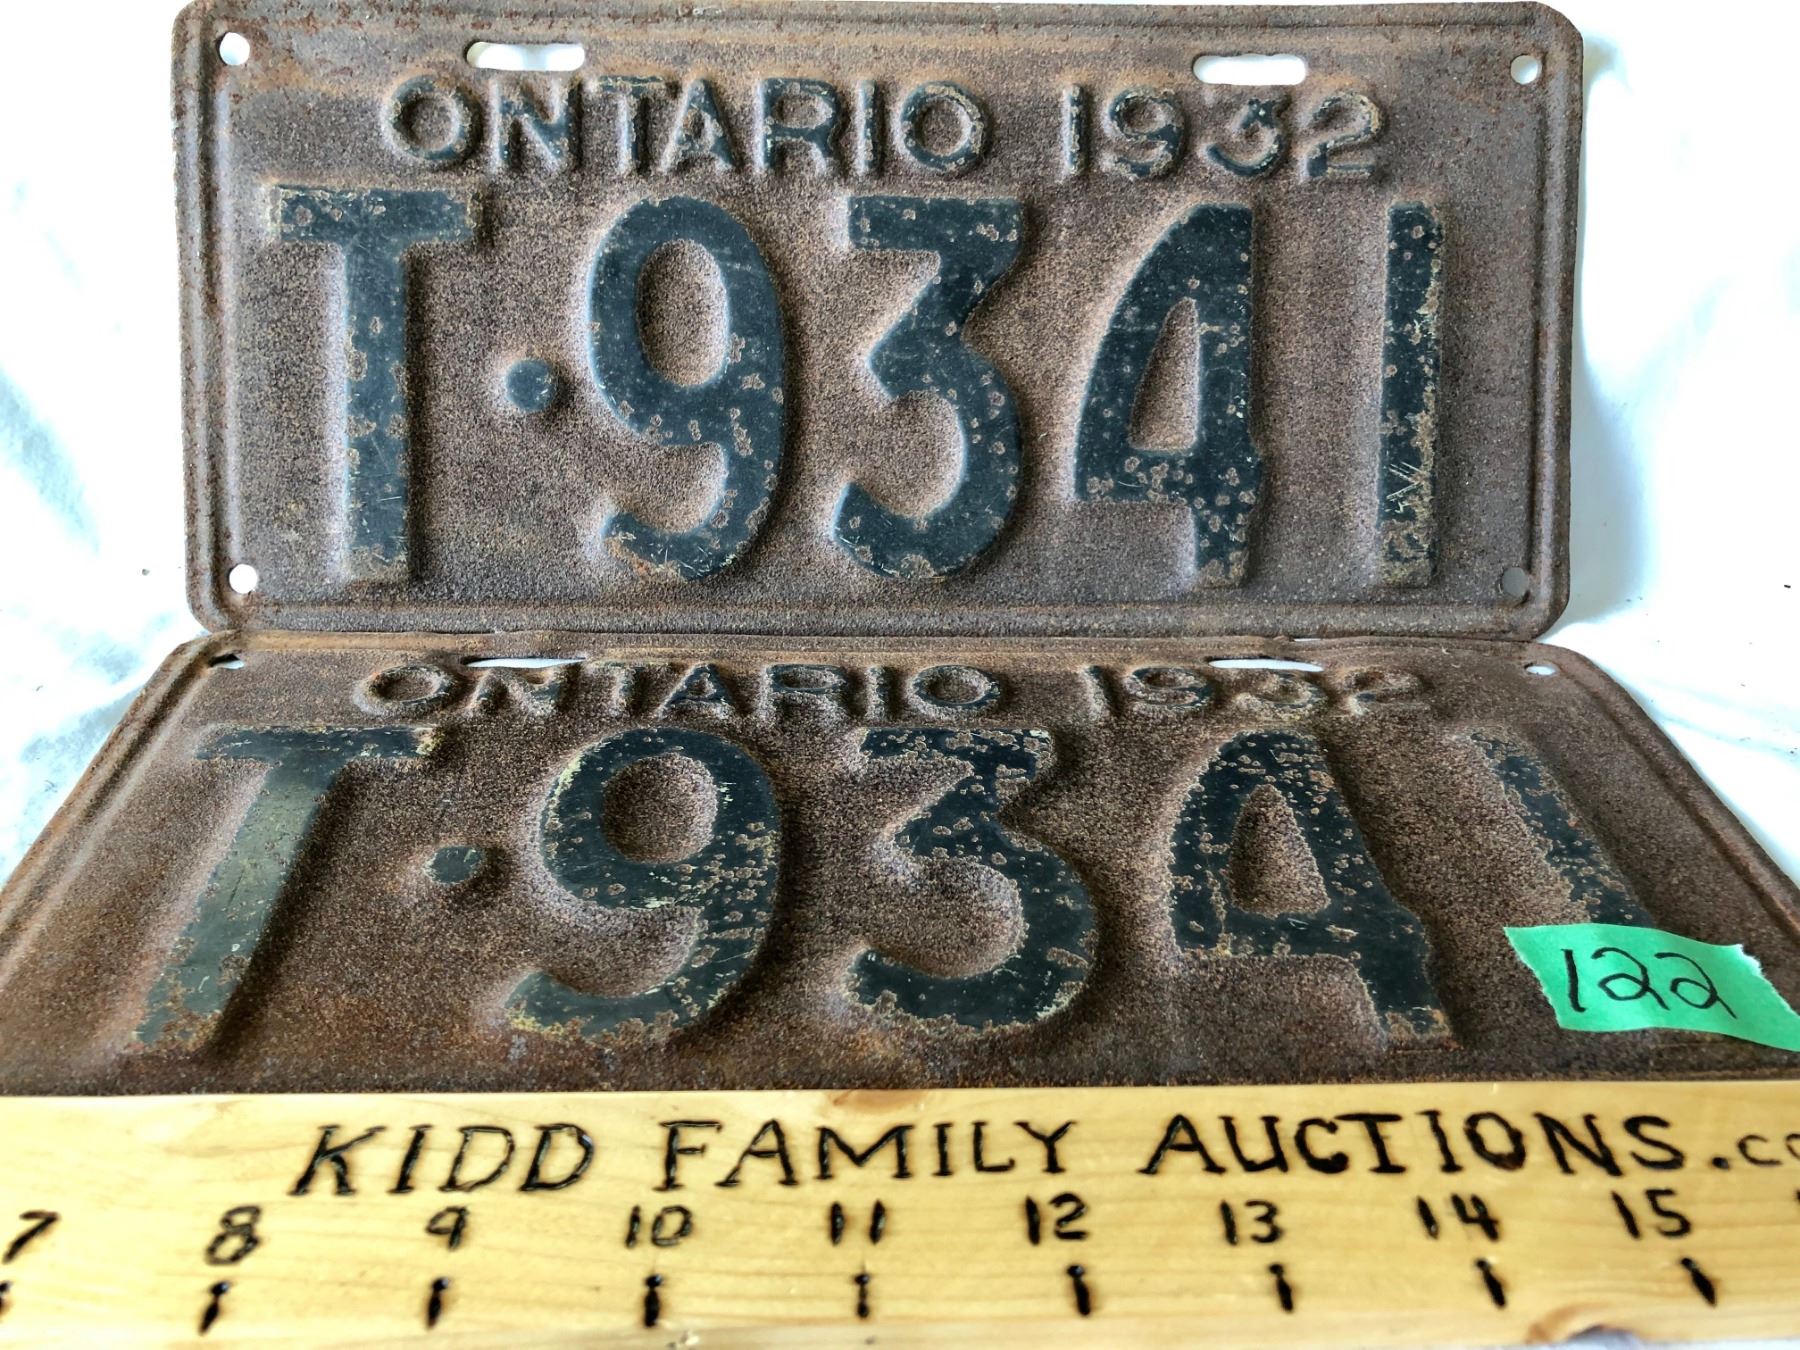 ONTARIO 1932
T·9341
ONTARIO 1932
T·9341
122
KIDD FAMILY AUCTIONS.co
7 8 9 10 11 12 13 14 15